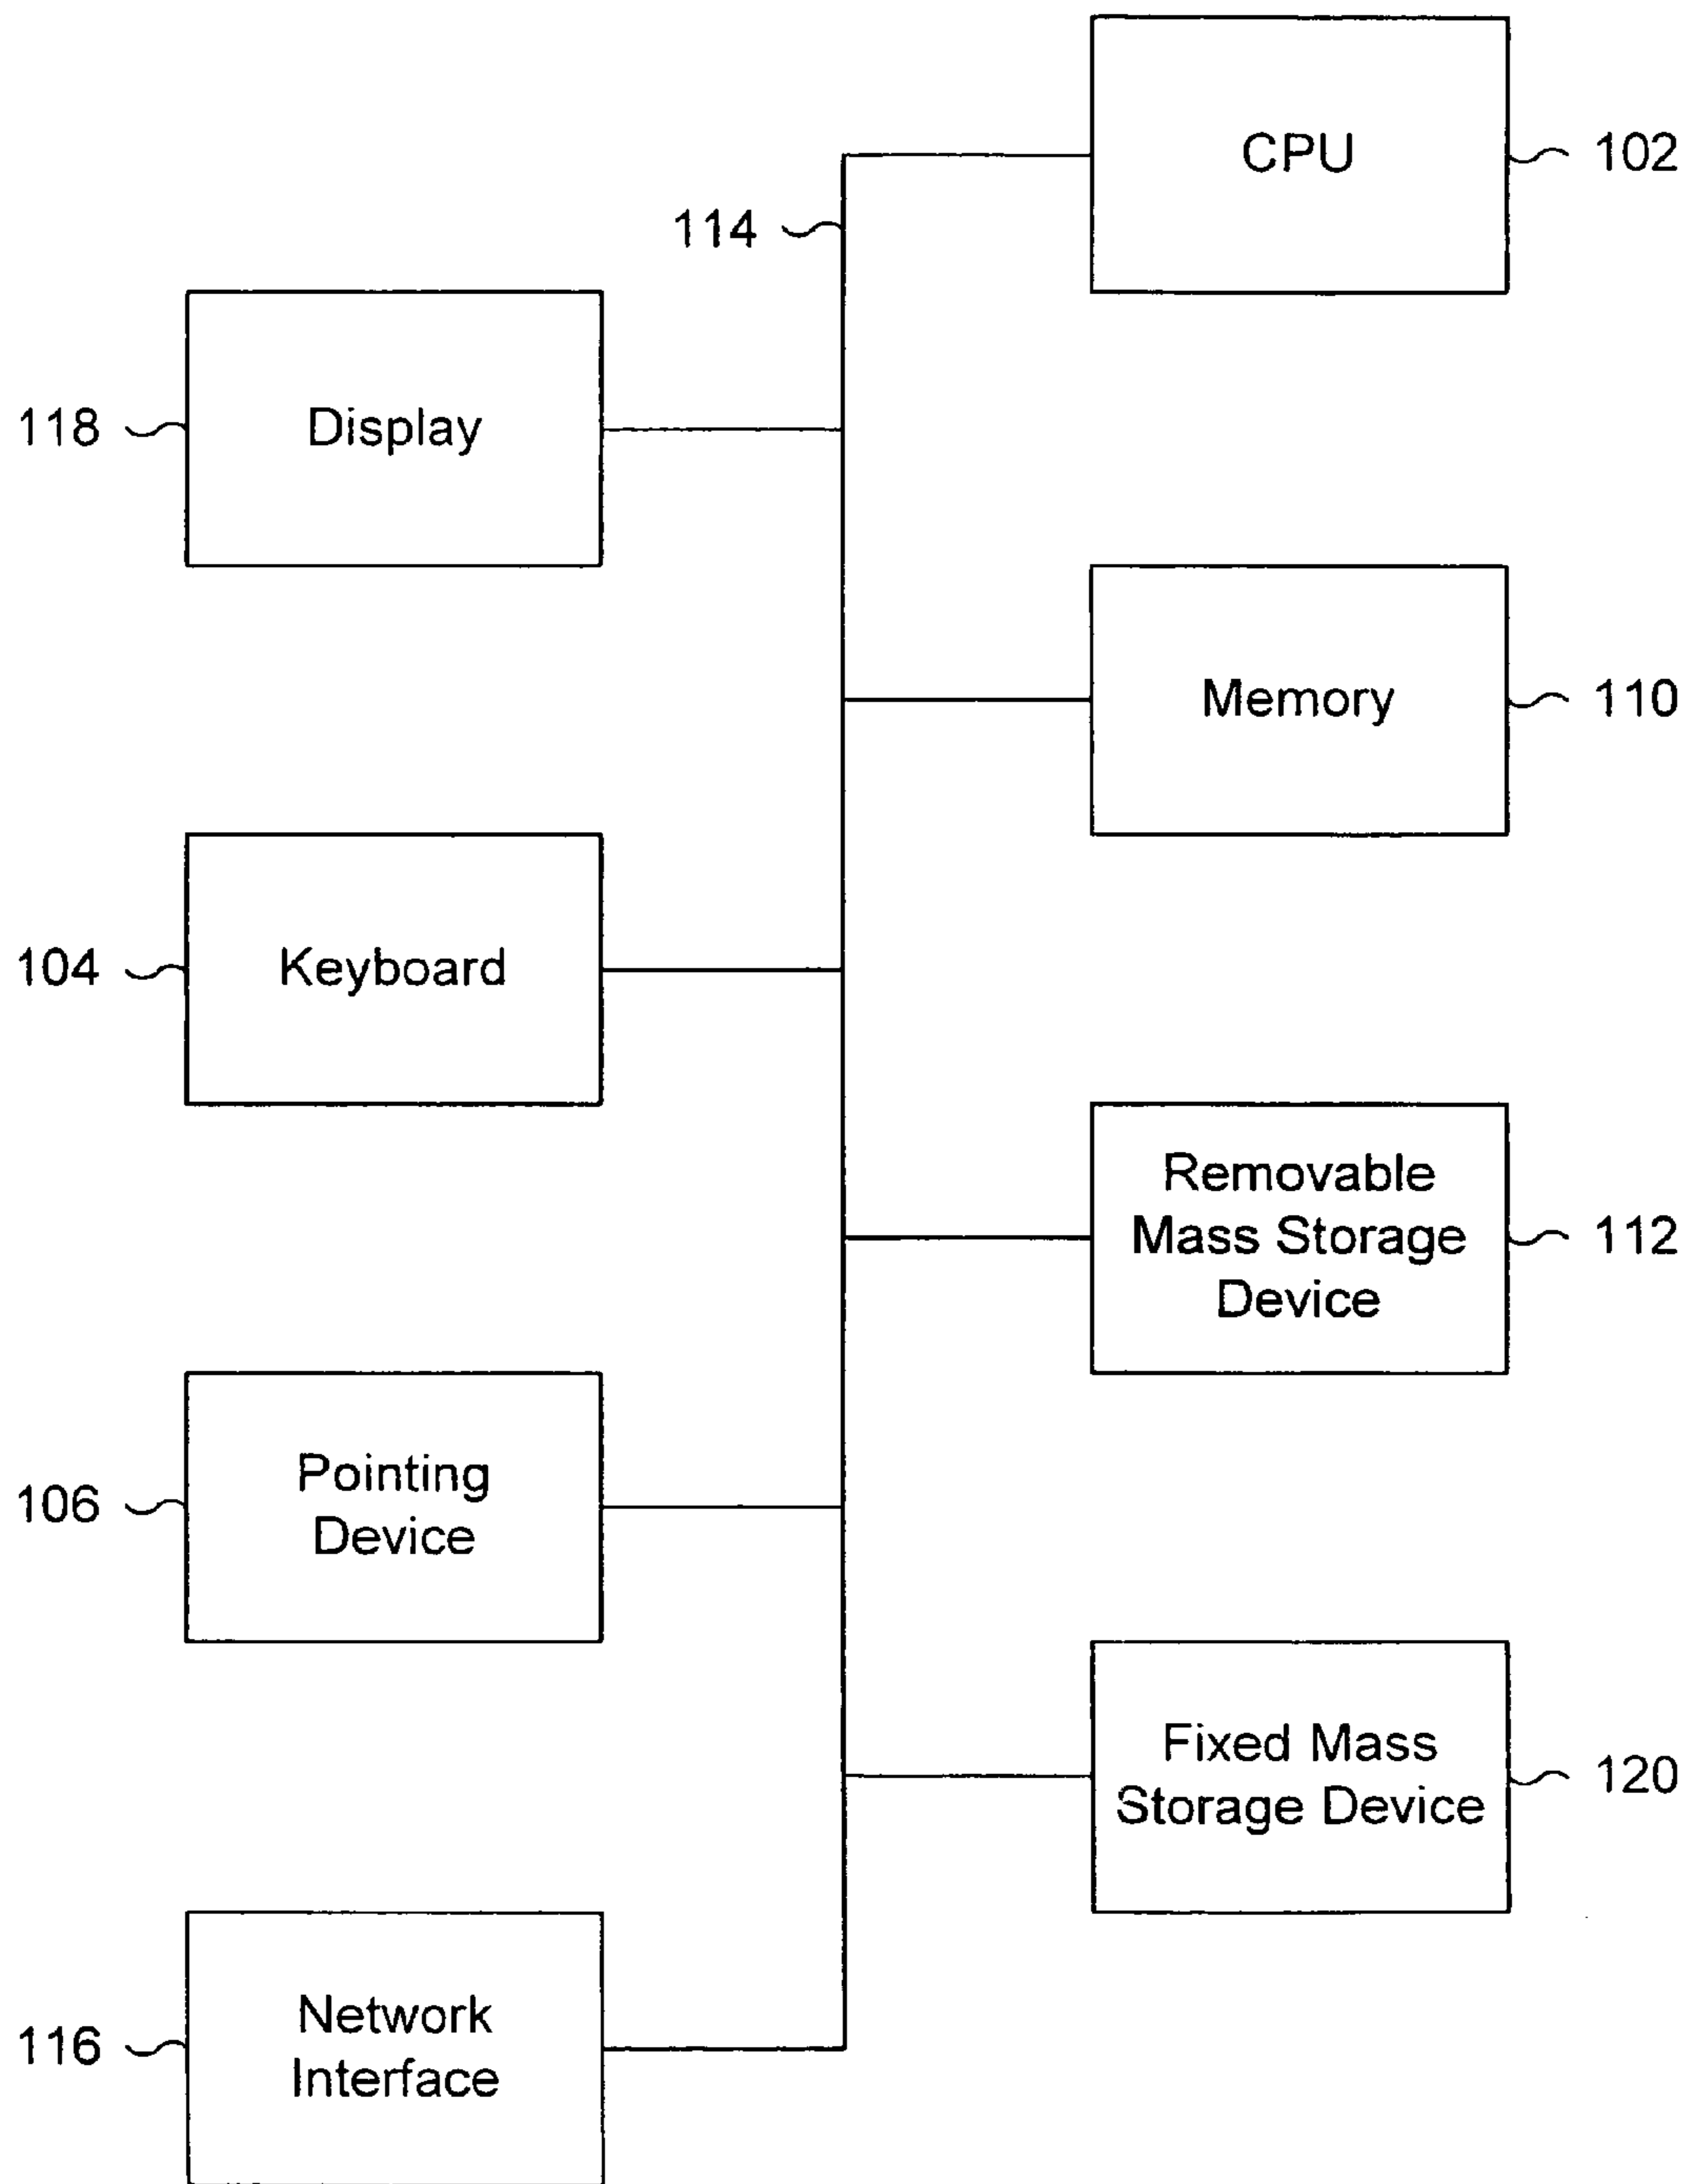 CPU
102
114
Display
118
Memory
110
Keyboard
104
Removable
Mass Storage
Device
112
Pointing
Device
106
Fixed Mass
Storage Device
120
Network
Interface
116